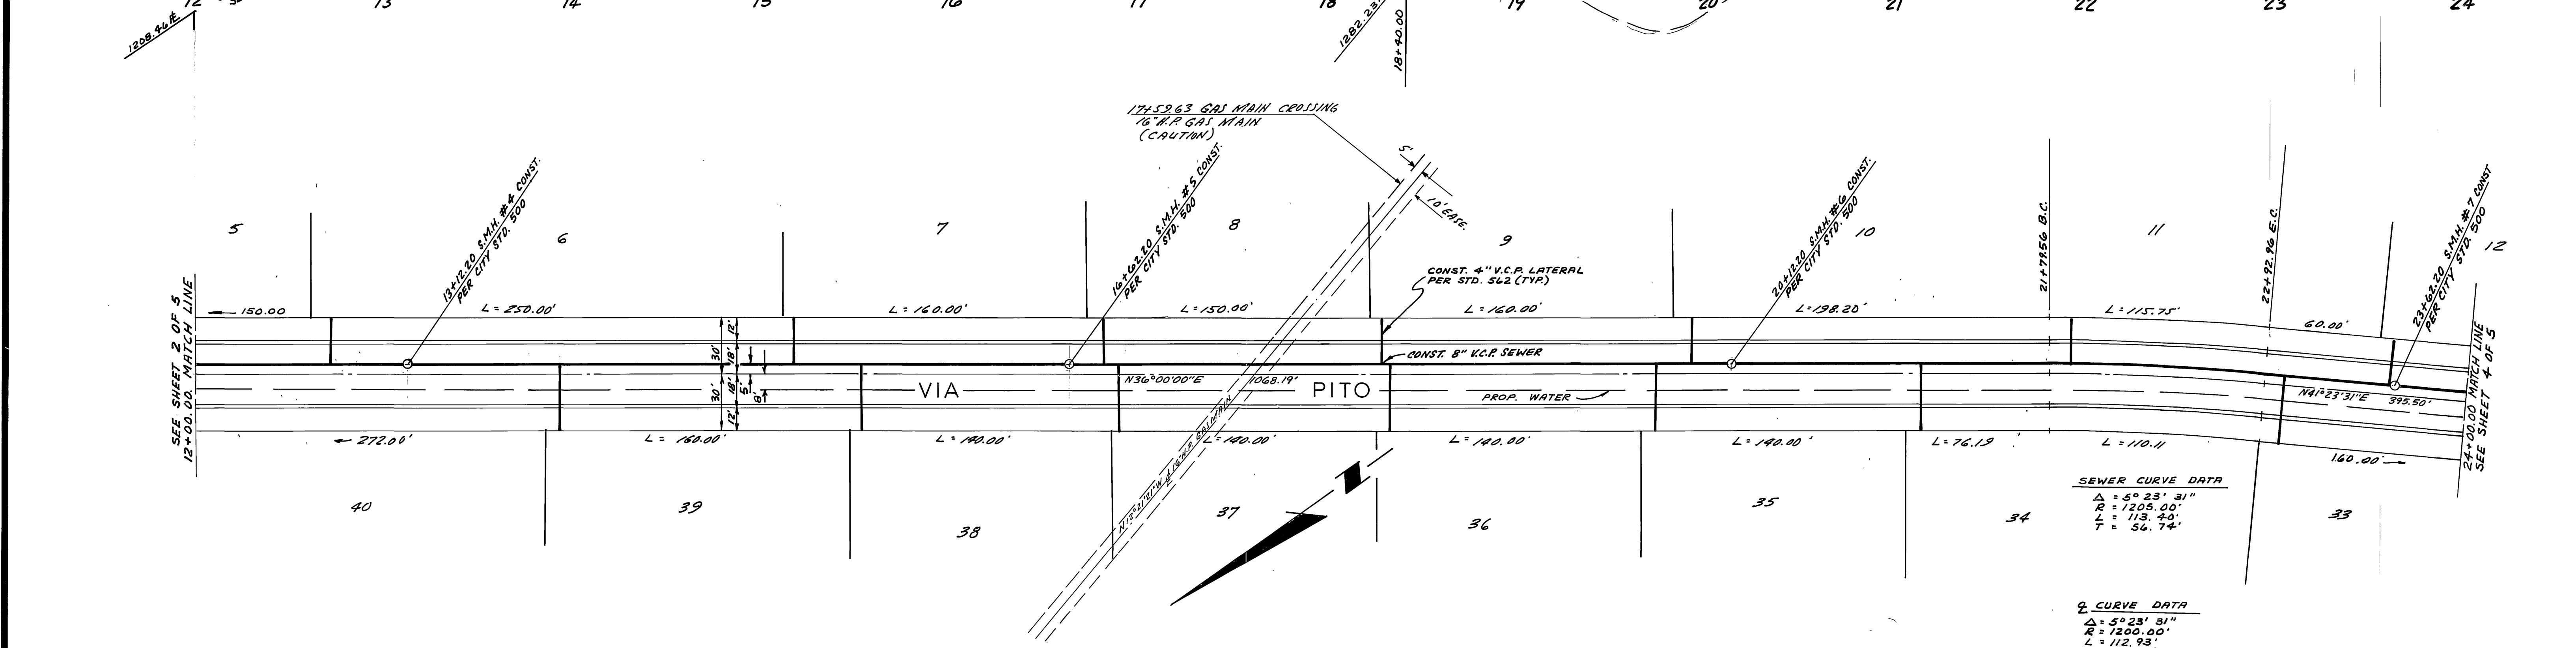 12 13 14 15 16 17 18 19 20 21 22 23 24
1208.46
1282.23
18+40.00
17+59.63 GAS MAIN CROSSING
16" H.P. GAS MAIN
(CAUTION)
13+12.20 S.M.H. #4 CONST.
PER CITY STD. 500
16+62.20 S.M.H. #5 CONST.
PER CITY STD. 500
5'
10' EASE.
20+12.20 S.M.H. #6 CONST.
PER CITY STD. 500
21+79.56 B.C.
22+92.96 E.C.
23+62.20 S.M.H. #7 CONST
PER CITY STD. 500
5 6 7 8 9 10 11 12
CONST. 4" V.C.P. LATERAL
PER STD. 562 (TYP.)
SEE SHEET 2 OF 5
12+00.00 MATCH LINE
150.00 L = 250.00' L = 160.00' L = 150.00' L = 160.00' L = 198.20' L = 115.75' 60.00'
30' 12'
18'
CONST. 8" V.C.P. SEWER
30' 18' 5' 8'
12'
VIA PITO
N36°00'00"E 1068.19'
PROP. WATER
N41°23'31"E 395.50'
24+00.00 MATCH LINE
SEE SHEET 4 OF 5
272.00' L = 160.00' L = 140.00' L = 140.00' L = 140.00' L = 140.00' L = 76.19 L = 110.11
160.00'
N12°21'21"W 16" H.P. GAS MAIN
40 39 38 37 36 35 34 33
SEWER CURVE DATA
Δ = 5° 23' 31"
R = 1205.00'
L = 113.40'
T = 56.74'
℄ CURVE DATA
Δ = 5° 23' 31"
R = 1200.00'
L = 112.93'